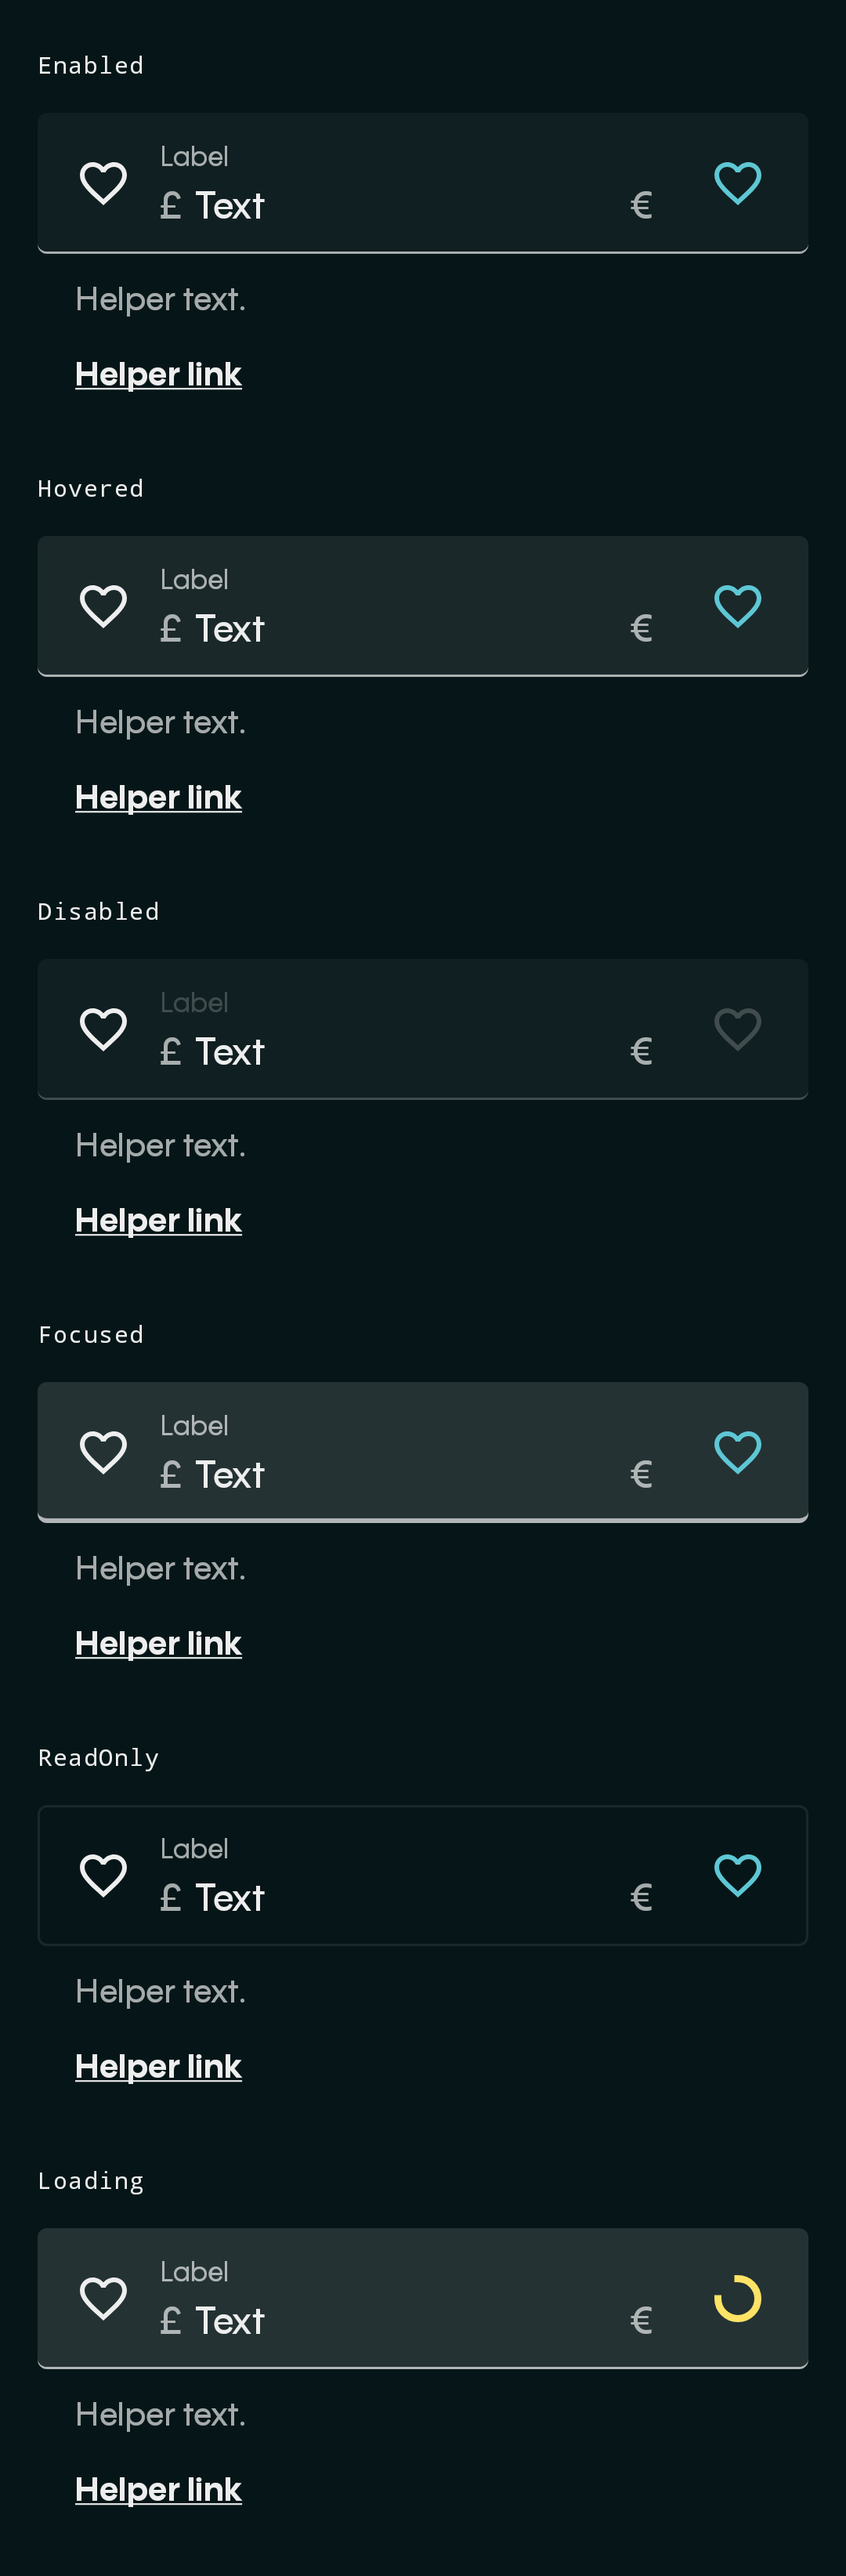 Enabled
Label
£ Text €
Helper text.
Helper link
Hovered
Label
£ Text €
Helper text.
Helper link
Disabled
Label
£ Text €
Helper text.
Helper link
Focused
Label
£ Text €
Helper text.
Helper link
ReadOnly
Label
£ Text €
Helper text.
Helper link
Loading
Label
£ Text €
Helper text.
Helper link